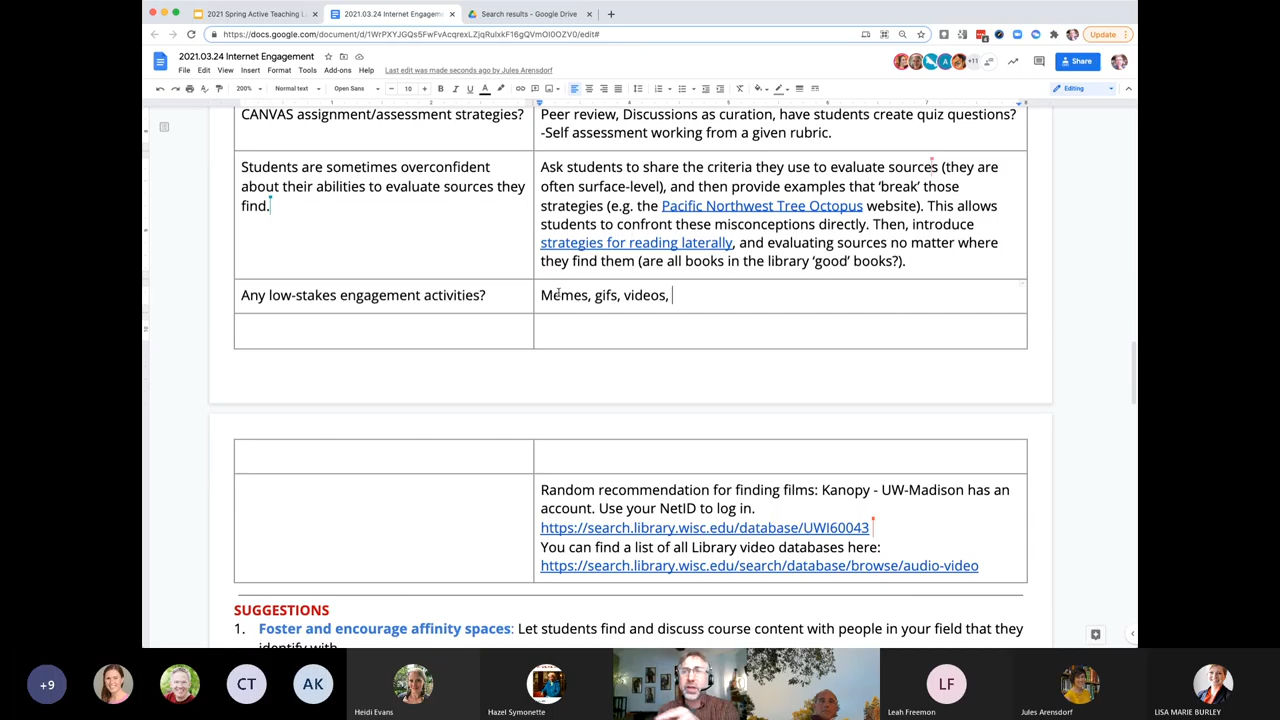 2021 Spring Active Teaching L
2021.03.24 Internet Engageme
Search results - Google Drive
https://docs.google.com/document/d/1WrPXYJGQs5FwFvAcqrexLZjqRulxkF16gQVmOl0OZV0/edit#
Update
2021.03.24 Internet Engagement
File Edit View Insert Format Tools Add-ons Help Last edit was made seconds ago by Jules Arensdorf
A
+11
Share
200% Normal text Open Sans 10 B I U A
Editing
CANVAS assignment/assessment strategies?
Peer review, Discussions as curation, have students create quiz questions?
-Self assessment working from a given rubric.
Students are sometimes overconfident
about their abilities to evaluate sources they
find.
Ask students to share the criteria they use to evaluate sources (they are
often surface-level), and then provide examples that ‘break’ those
strategies (e.g. the Pacific Northwest Tree Octopus website). This allows
students to confront these misconceptions directly. Then, introduce
strategies for reading laterally, and evaluating sources no matter where
they find them (are all books in the library ‘good’ books?).
Any low-stakes engagement activities?
Memes, gifs, videos,
Random recommendation for finding films: Kanopy - UW-Madison has an
account. Use your NetID to log in.
https://search.library.wisc.edu/database/UWI60043
You can find a list of all Library video databases here:
https://search.library.wisc.edu/search/database/browse/audio-video
SUGGESTIONS
1. Foster and encourage affinity spaces: Let students find and discuss course content with people in your field that they
identify with.
+9
CT
AK
Heidi Evans
Hazel Symonette
LF
Leah Freemon
Jules Arensdorf
LISA MARIE BURLEY